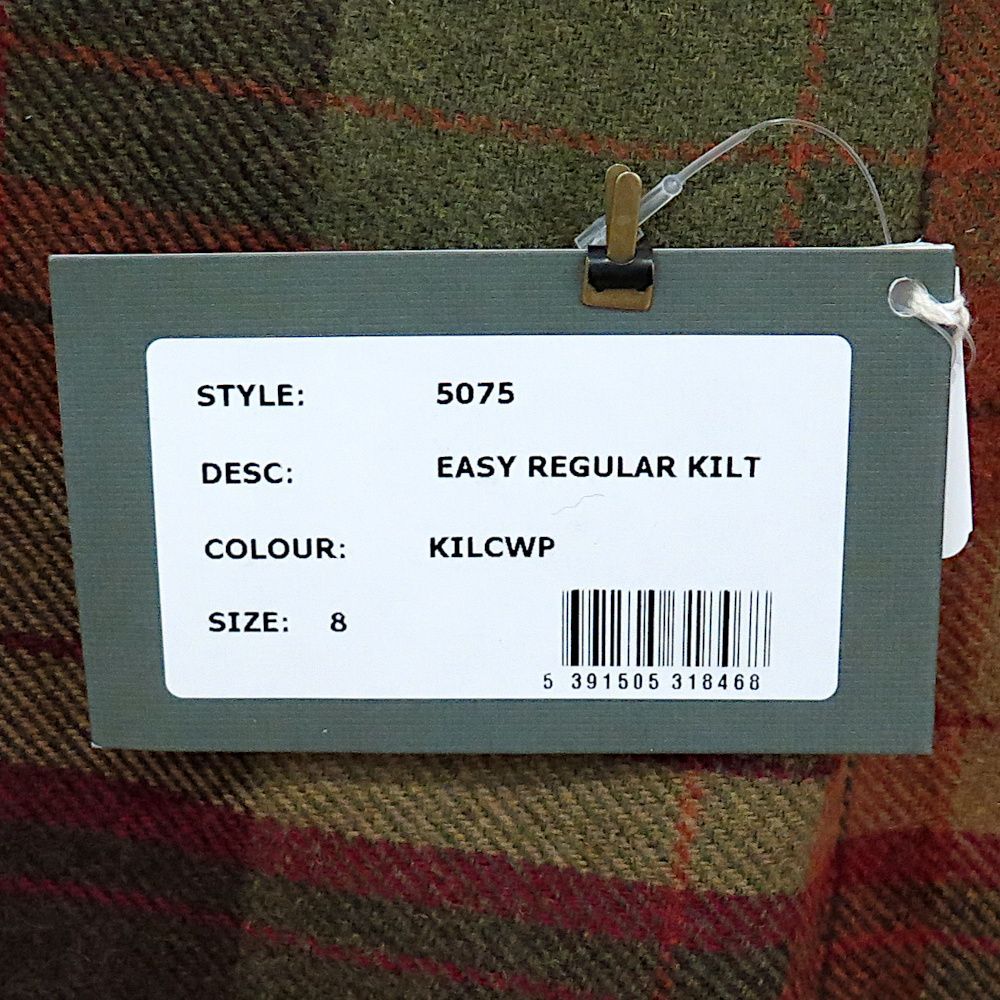 STYLE: 5075
DESC: EASY REGULAR KILT
COLOUR: KILCWP
SIZE: 8
5 391505 318468